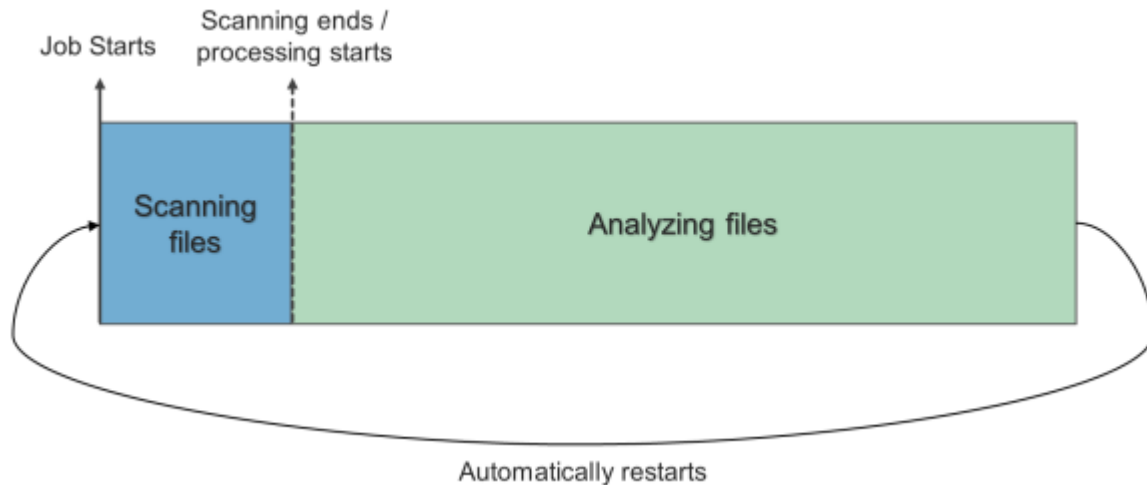 Scanning ends /
processing starts
Job Starts
Scanning
files
Analyzing files
Automatically restarts